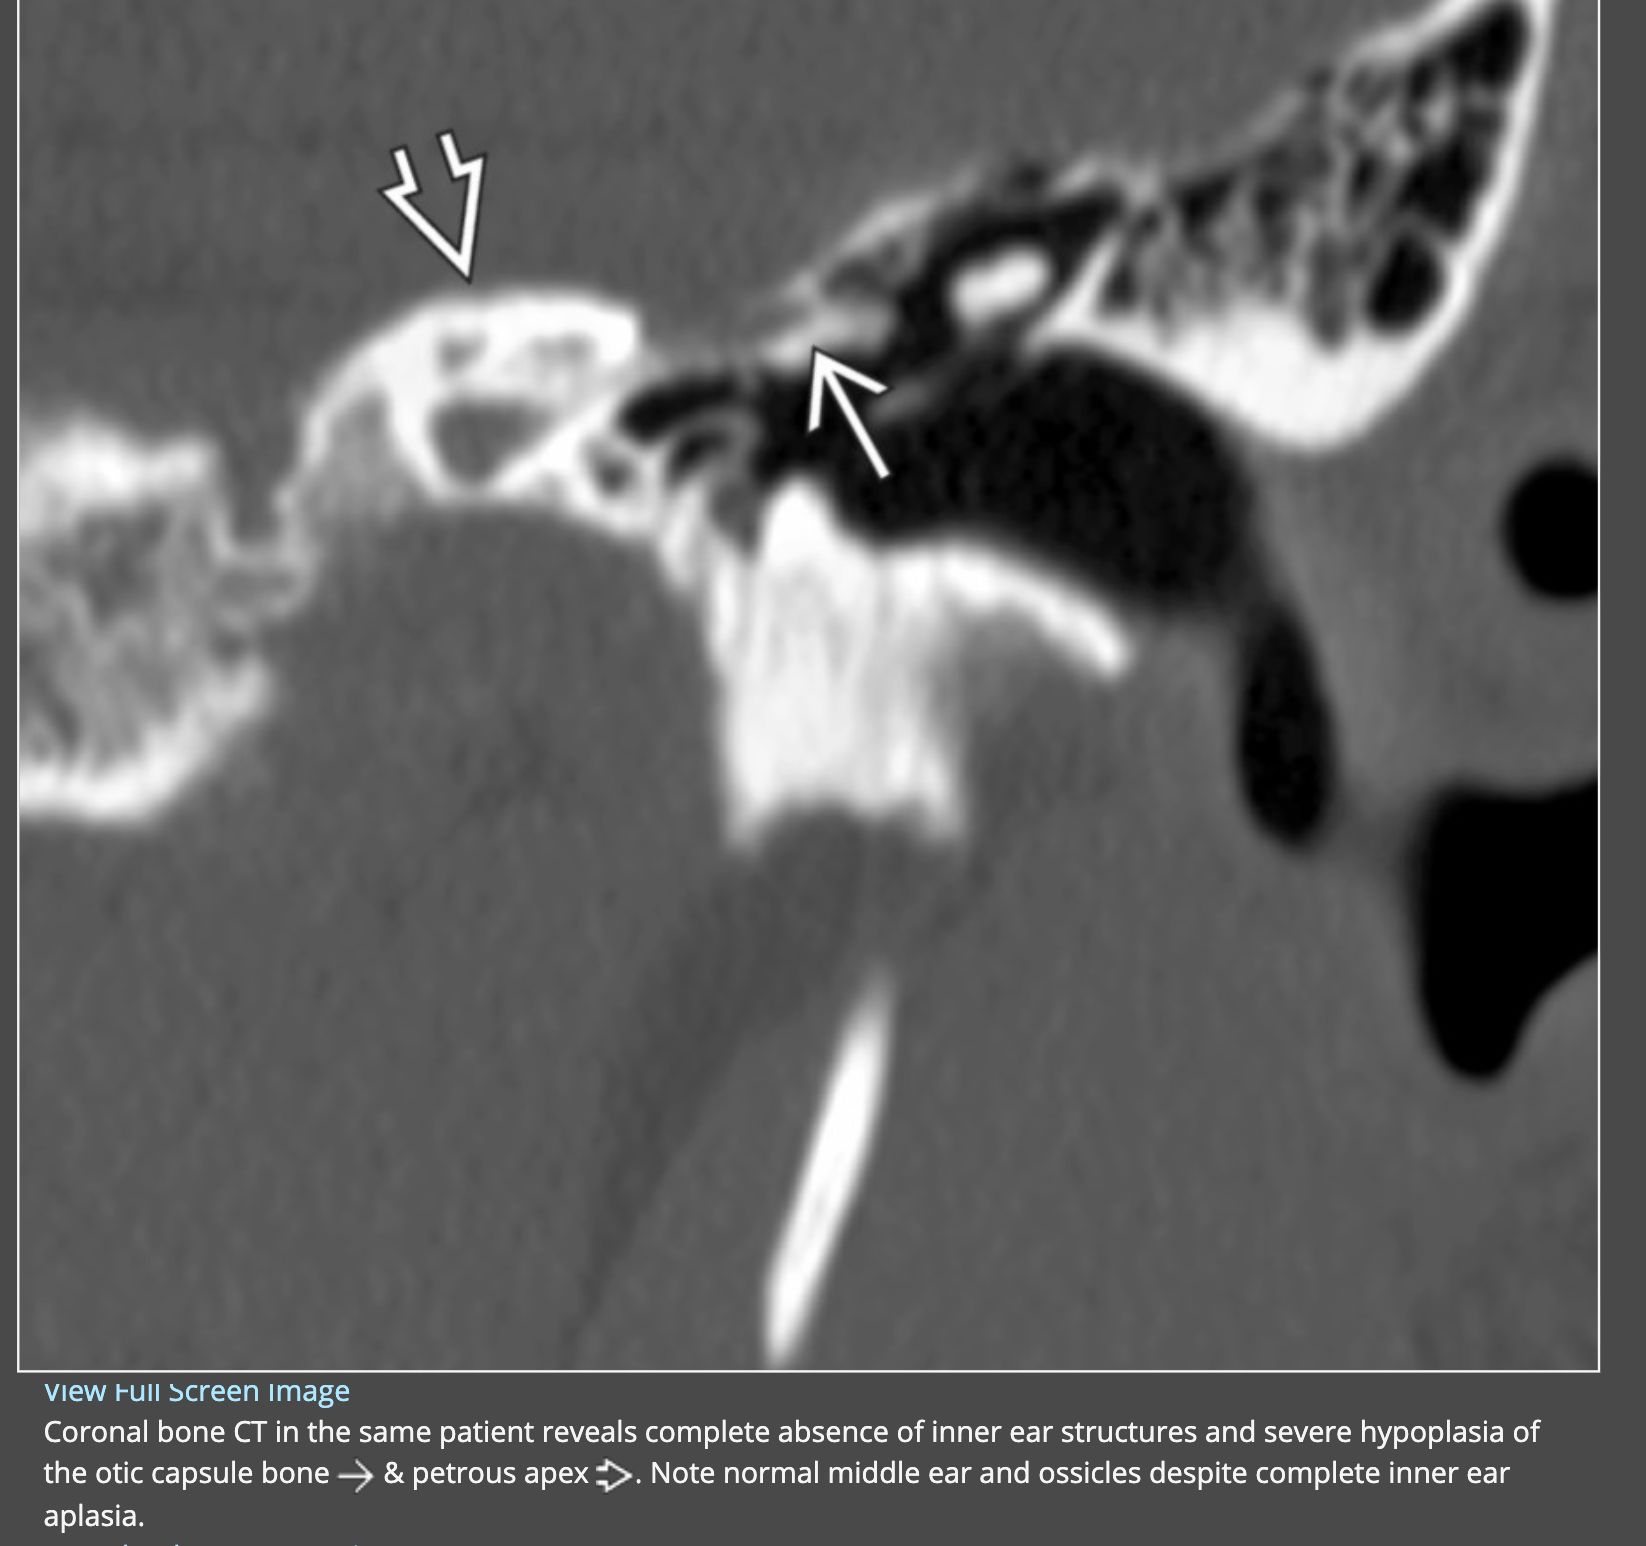 View Full Screen Image
Coronal bone CT in the same patient reveals complete absence of inner ear structures and severe hypoplasia of
the otic capsule bone & petrous apex . Note normal middle ear and ossicles despite complete inner ear
aplasia.